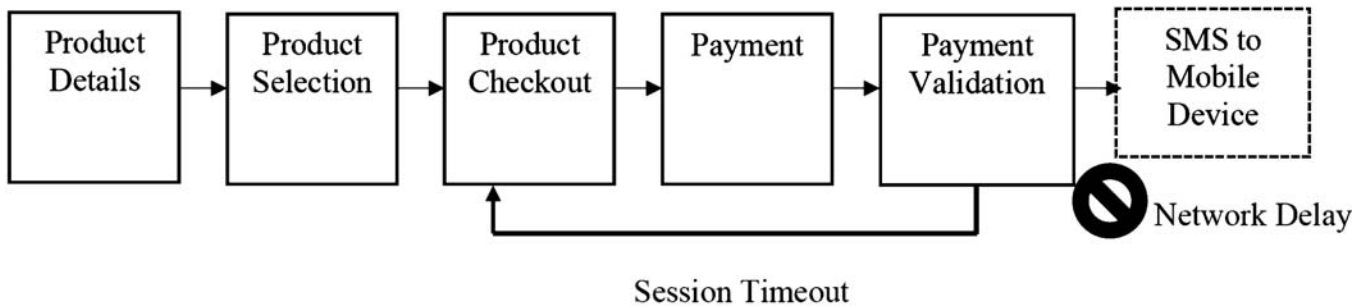 Product
Details
Product
Selection
Product
Checkout
Payment
Payment
Validation
SMS to
Mobile
Device
Network Delay
Session Timeout